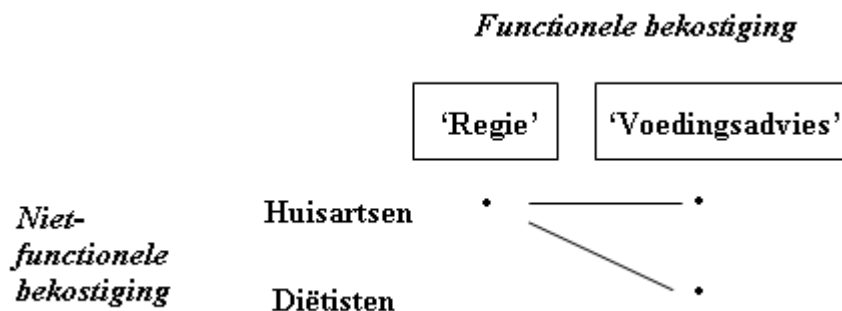 Functionele bekostiging
‘Regie’ ‘Voedingsadvies’
Huisartsen
Niet-
functionele
bekostiging
Diëtisten